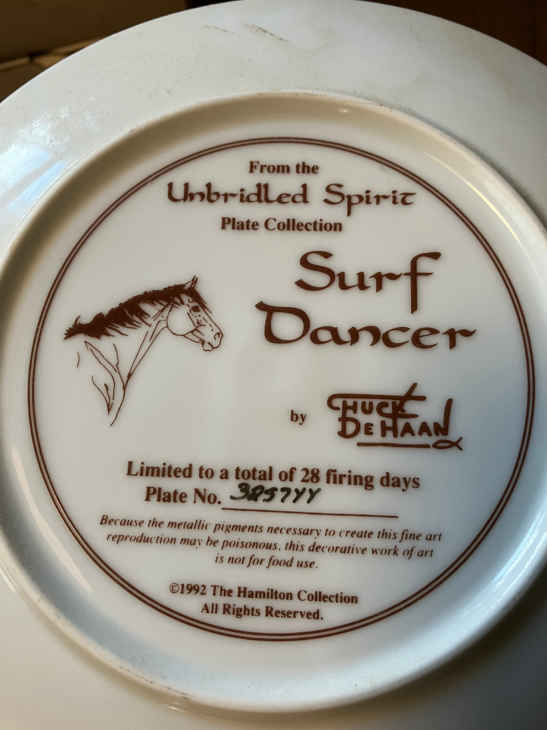 From the
Unbridled Spirit
Plate Collection
Surf
Dancer
by CHUCK
DEHAAN
Limited to a total of 28 firing days
Plate No.
Because the metallic pigments necessary to create this fine art
reproduction may be poisonous, this decorative work of art
is not for food use.
©1992 The Hamilton Collection
All Rights Reserved.